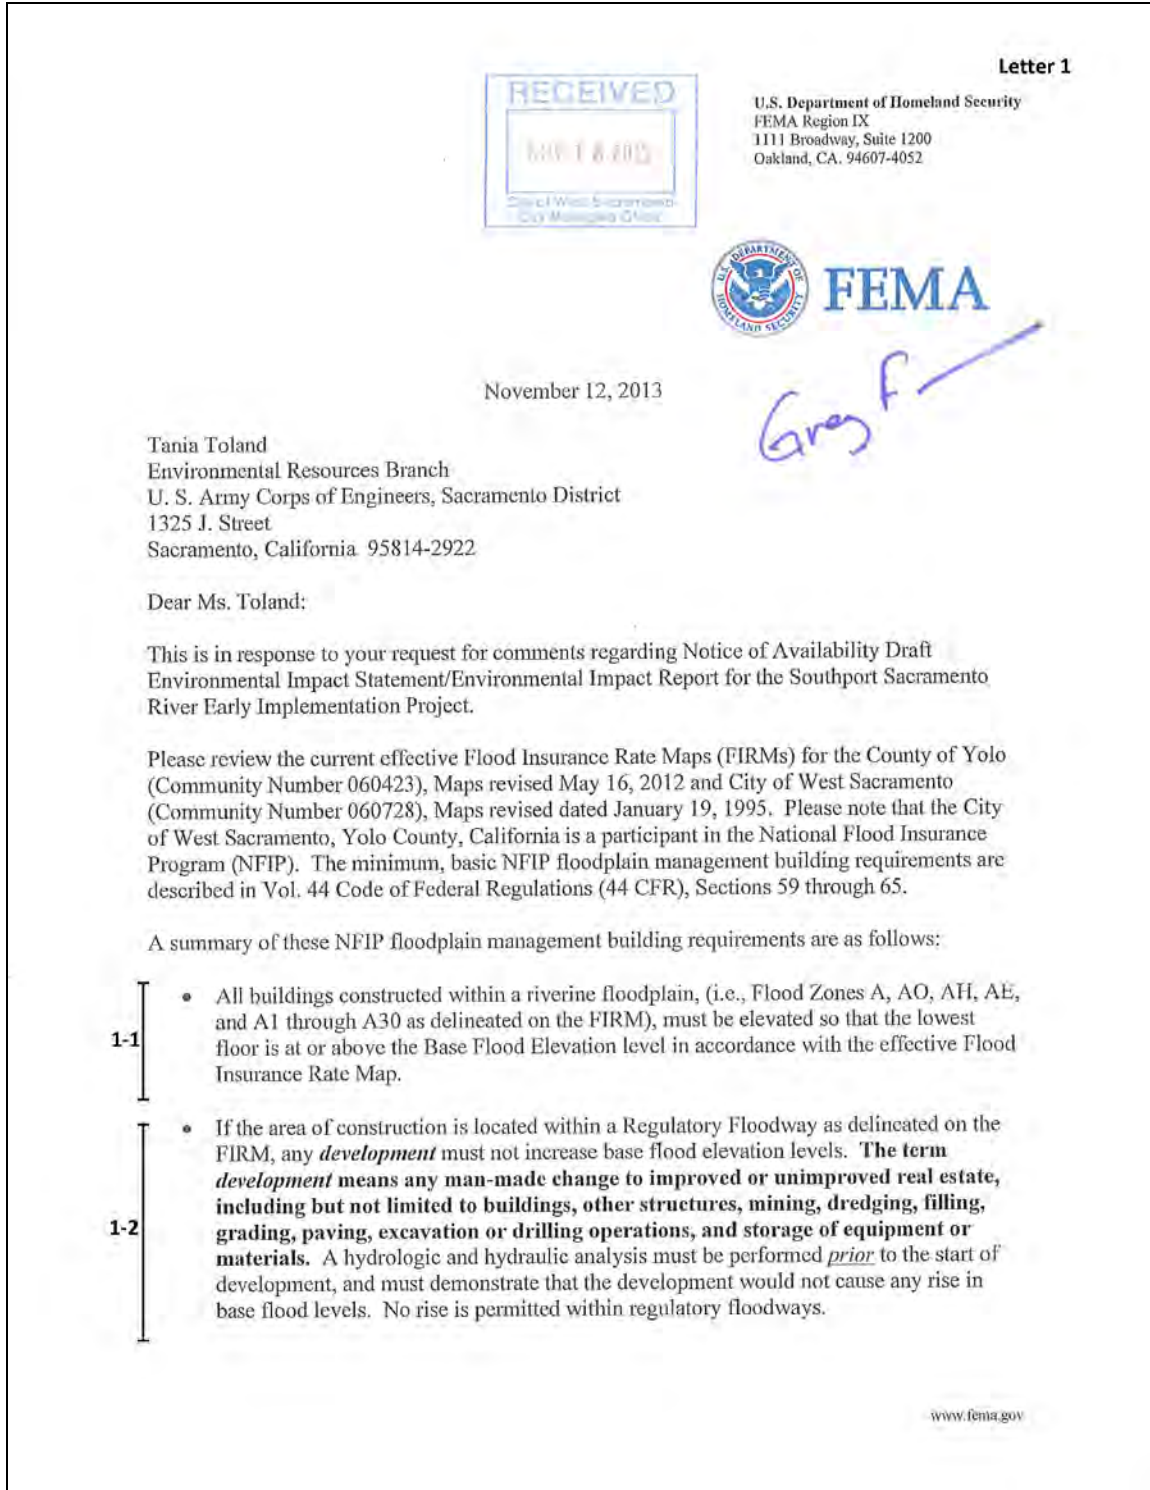 Letter 1
RECEIVED
U.S. Department of Homeland Security
FEMA Region IX
1111 Broadway, Suite 1200
Oakland, CA. 94607-4052
City of West Sacramento
City Managers Office
U.S. DEPARTMENT OF HOMELAND SECURITY
FEMA
Greg F
November 12, 2013
Tania Toland
Environmental Resources Branch
U. S. Army Corps of Engineers, Sacramento District
1325 J. Street
Sacramento, California 95814-2922
Dear Ms. Toland:
This is in response to your request for comments regarding Notice of Availability Draft
Environmental Impact Statement/Environmental Impact Report for the Southport Sacramento
River Early Implementation Project.
Please review the current effective Flood Insurance Rate Maps (FIRMs) for the County of Yolo
(Community Number 060423), Maps revised May 16, 2012 and City of West Sacramento
(Community Number 060728), Maps revised dated January 19, 1995. Please note that the City
of West Sacramento, Yolo County, California is a participant in the National Flood Insurance
Program (NFIP). The minimum, basic NFIP floodplain management building requirements are
described in Vol. 44 Code of Federal Regulations (44 CFR), Sections 59 through 65.
A summary of these NFIP floodplain management building requirements are as follows:
• All buildings constructed within a riverine floodplain, (i.e., Flood Zones A, AO, AH, AE,
and A1 through A30 as delineated on the FIRM), must be elevated so that the lowest
1-1 floor is at or above the Base Flood Elevation level in accordance with the effective Flood
Insurance Rate Map.
• If the area of construction is located within a Regulatory Floodway as delineated on the
FIRM, any development must not increase base flood elevation levels. The term
development means any man-made change to improved or unimproved real estate,
including but not limited to buildings, other structures, mining, dredging, filling,
1-2 grading, paving, excavation or drilling operations, and storage of equipment or
materials. A hydrologic and hydraulic analysis must be performed prior to the start of
development, and must demonstrate that the development would not cause any rise in
base flood levels. No rise is permitted within regulatory floodways.
www.fema.gov